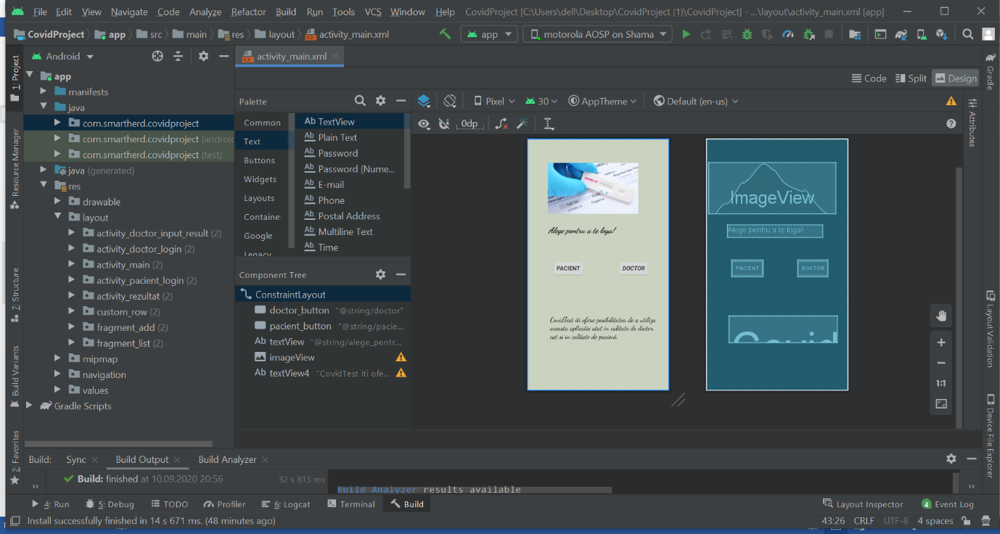 File Edit View Navigate Code Analyze Refactor Build Run Tools VCS Window Help CovidProject [C:\Users\dell\Desktop\CovidProject (1)\CovidProject] - ...\layout\activity_main.xml [app]
CovidProject app src main res layout activity_main.xml app motorola AOSP on Shama
1: Project
Resource Manager
7: Structure
Build Variants
2: Favorites
Android
app
manifests
java
com.smartherd.covidproject
com.smartherd.covidproject (androi
com.smartherd.covidproject (test)
java (generated)
res
drawable
layout
activity_doctor_input_result (2)
activity_doctor_login (2)
activity_main (2)
activity_pacient_login (2)
activity_rezultat (2)
custom_row (2)
fragment_add (2)
fragment_list (2)
mipmap
navigation
values
Gradle Scripts
activity_main.xml
Code Split Design
Palette
Common
Text
Buttons
Widgets
Layouts
Containe
Google
Legacy
Ab TextView
Ab Plain Text
Ab Password
Ab Password (Nume...
Ab E-mail
Ab Phone
Ab Postal Address
Ab Multiline Text
Ab Time
Component Tree
ConstraintLayout
doctor_button "@string/doctor"
pacient_button "@string/pacie...
Ab textView "@string/alege_pentr...
imageView
Ab textView4 "CovidTest iti ofe...
Pixel 30 AppTheme Default (en-us)
0dp
COVID-19
Alege pentru a te loga!
PACIENT DOCTOR
CovidTest iti ofera posibilitatea de a utiliza
aceasta aplicatie atat in calitate de doctor,
cat si in calitate de pacient.
ImageView
Alege pentru a te loga!
PACIENT DOCTOR
Covid
1:1
Gradle
Attributes
Layout Validation
Device File Explorer
Build: Sync Build Output Build Analyzer
Build: finished at 10.09.2020 20:56 32 s 813 ms
Build Analyzer results available
4: Run 5: Debug TODO Profiler 6: Logcat Terminal Build Layout Inspector 4 Event Log
Install successfully finished in 14 s 671 ms. (48 minutes ago) 43:26 CRLF UTF-8 4 spaces